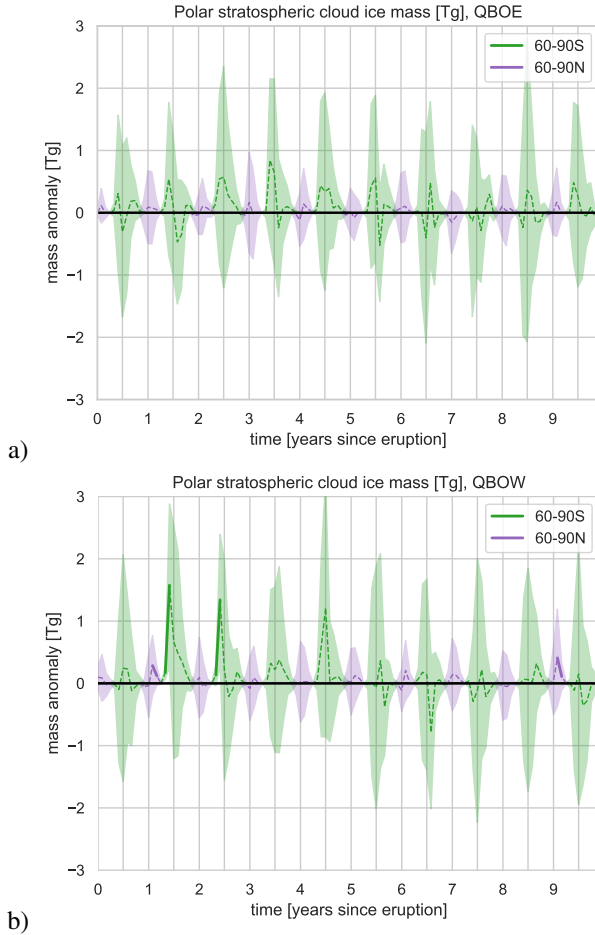 Polar stratospheric cloud ice mass [Tg], QBOE
60-90S
60-90N
3
2
1
0
−1
−2
−3
mass anomaly [Tg]
0 1 2 3 4 5 6 7 8 9
time [years since eruption]
a)
Polar stratospheric cloud ice mass [Tg], QBOW
60-90S
60-90N
3
2
1
0
−1
−2
−3
mass anomaly [Tg]
0 1 2 3 4 5 6 7 8 9
time [years since eruption]
b)